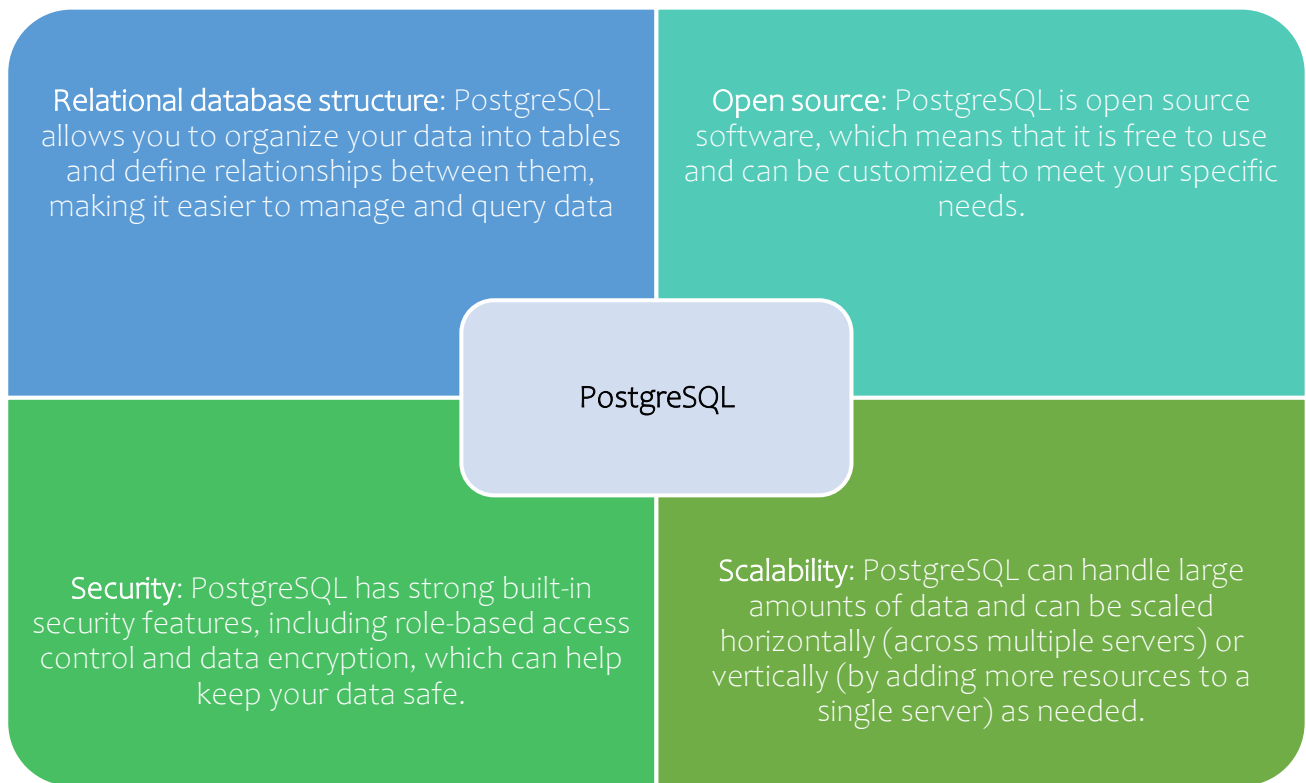 Relational database structure: PostgreSQL
allows you to organize your data into tables
and define relationships between them,
making it easier to manage and query data
Open source: PostgreSQL is open source
software, which means that it is free to use
and can be customized to meet your specific
needs.
PostgreSQL
Security: PostgreSQL has strong built-in
security features, including role-based access
control and data encryption, which can help
keep your data safe.
Scalability: PostgreSQL can handle large
amounts of data and can be scaled
horizontally (across multiple servers) or
vertically (by adding more resources to a
single server) as needed.